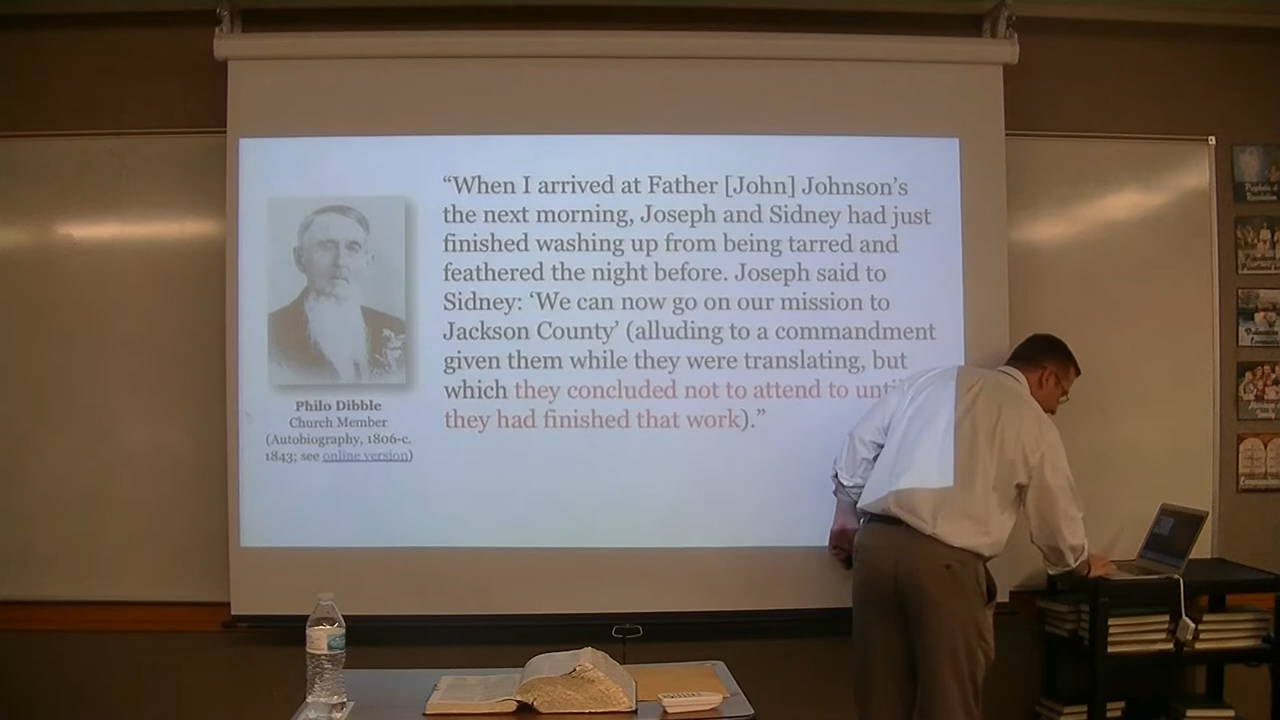 “When I arrived at Father [John] Johnson’s
the next morning, Joseph and Sidney had just
finished washing up from being tarred and
feathered the night before. Joseph said to
Sidney: ‘We can now go on our mission to
Jackson County’ (alluding to a commandment
given them while they were translating, but
which they concluded not to attend to
they had finished that work).”
Philo Dibble
Church Member
(Autobiography, 1806-c.
1843; see online version)